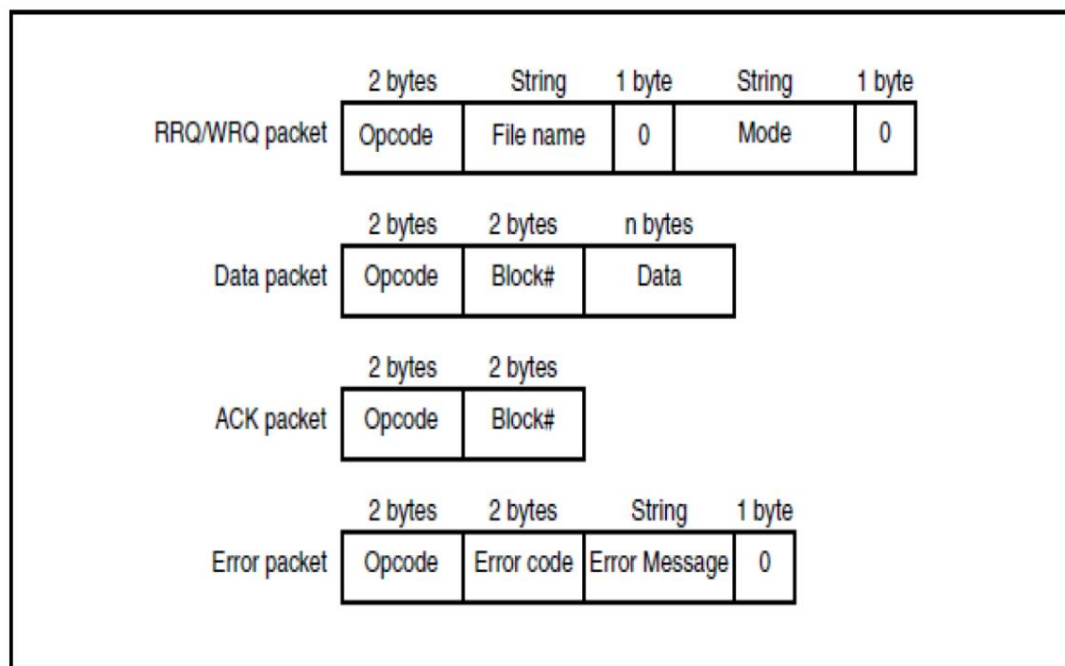 2 bytes String 1 byte String 1 byte
RRQ/WRQ packet Opcode File name 0 Mode 0
2 bytes 2 bytes n bytes
Data packet Opcode Block# Data
2 bytes 2 bytes
ACK packet Opcode Block#
2 bytes 2 bytes String 1 byte
Error packet Opcode Error code Error Message 0